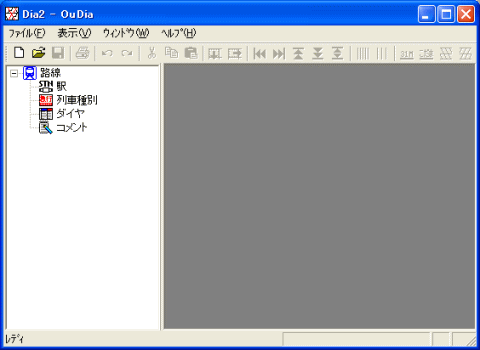 Dia2 - OuDia
ﾌｧｲﾙ(F) 表示(V) ｳｨﾝﾄﾞｳ(W) ﾍﾙﾌﾟ(H)
路線
STN 駅
列車種別
ダイヤ
コメント
ﾚﾃﾞｨ